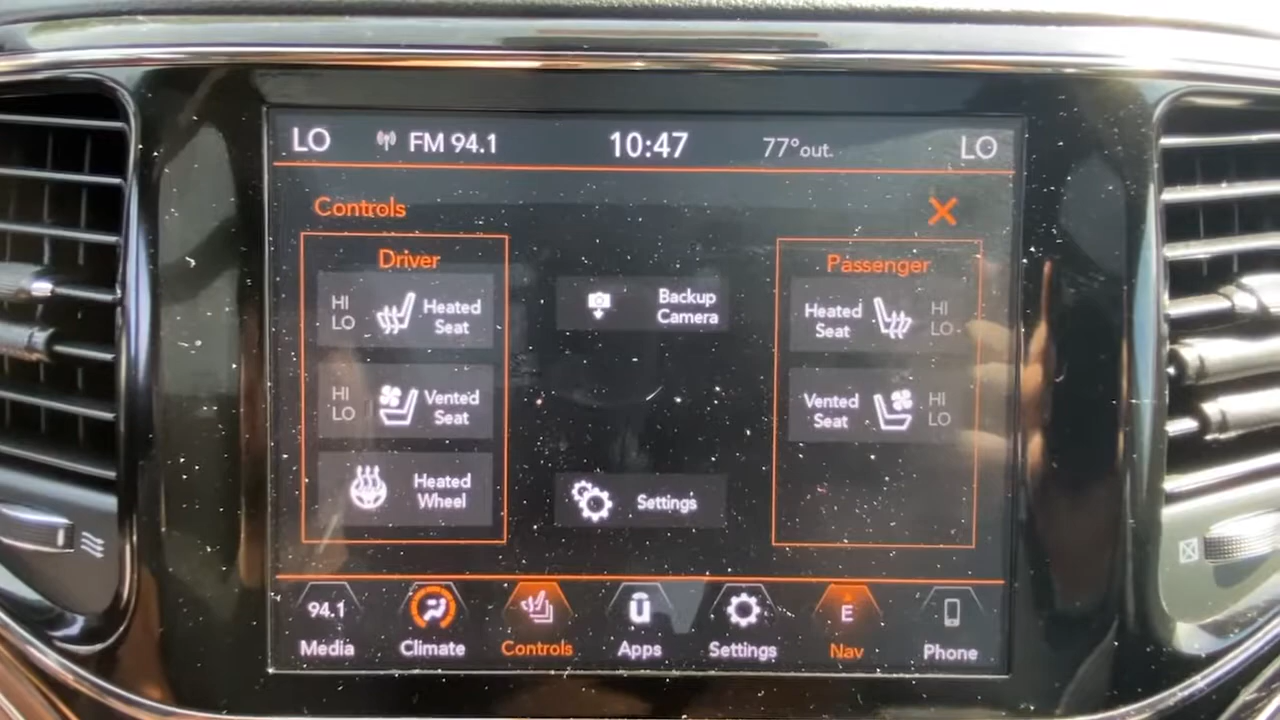 LO FM 94.1 10:47 77°out. LO
Controls
Driver
HI
LO
Heated
Seat
HI
LO
Vented
Seat
Heated
Wheel
Backup
Camera
Settings
Passenger
Heated
Seat
HI
LO
Vented
Seat
HI
LO
94.1
Media
Climate
Controls
Apps
Settings
E
Nav
Phone